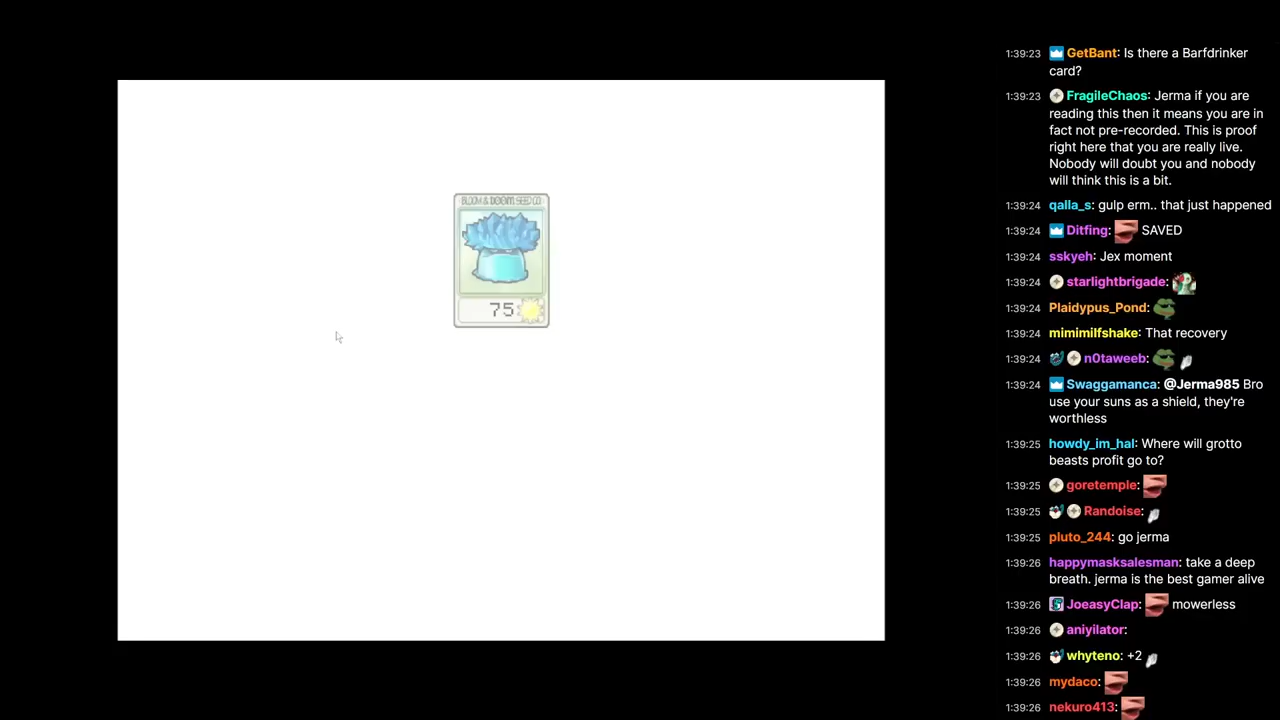 BLOOM & DOOM SEED CO
75
1:39:23 GetBant: Is there a Barfdrinker
card?
1:39:23 FragileChaos: Jerma if you are
reading this then it means you are in
fact not pre-recorded. This is proof
right here that you are really live.
Nobody will doubt you and nobody
will think this is a bit.
1:39:24 qalla_s: gulp erm.. that just happened
1:39:24 Ditfing: SAVED
1:39:24 sskyeh: Jex moment
1:39:24 starlightbrigade:
1:39:24 Plaidypus_Pond:
1:39:24 mimimilfshake: That recovery
1:39:24 n0taweeb:
1:39:24 Swaggamanca: @Jerma985 Bro
use your suns as a shield, they're
worthless
1:39:25 howdy_im_hal: Where will grotto
beasts profit go to?
1:39:25 goretemple:
1:39:25 Randoise:
1:39:25 pluto_244: go jerma
1:39:26 happymasksalesman: take a deep
breath. jerma is the best gamer alive
1:39:26 JoeasyClap: mowerless
1:39:26 aniyilator:
1:39:26 whyteno: +2
1:39:26 mydaco:
1:39:26 nekuro413: